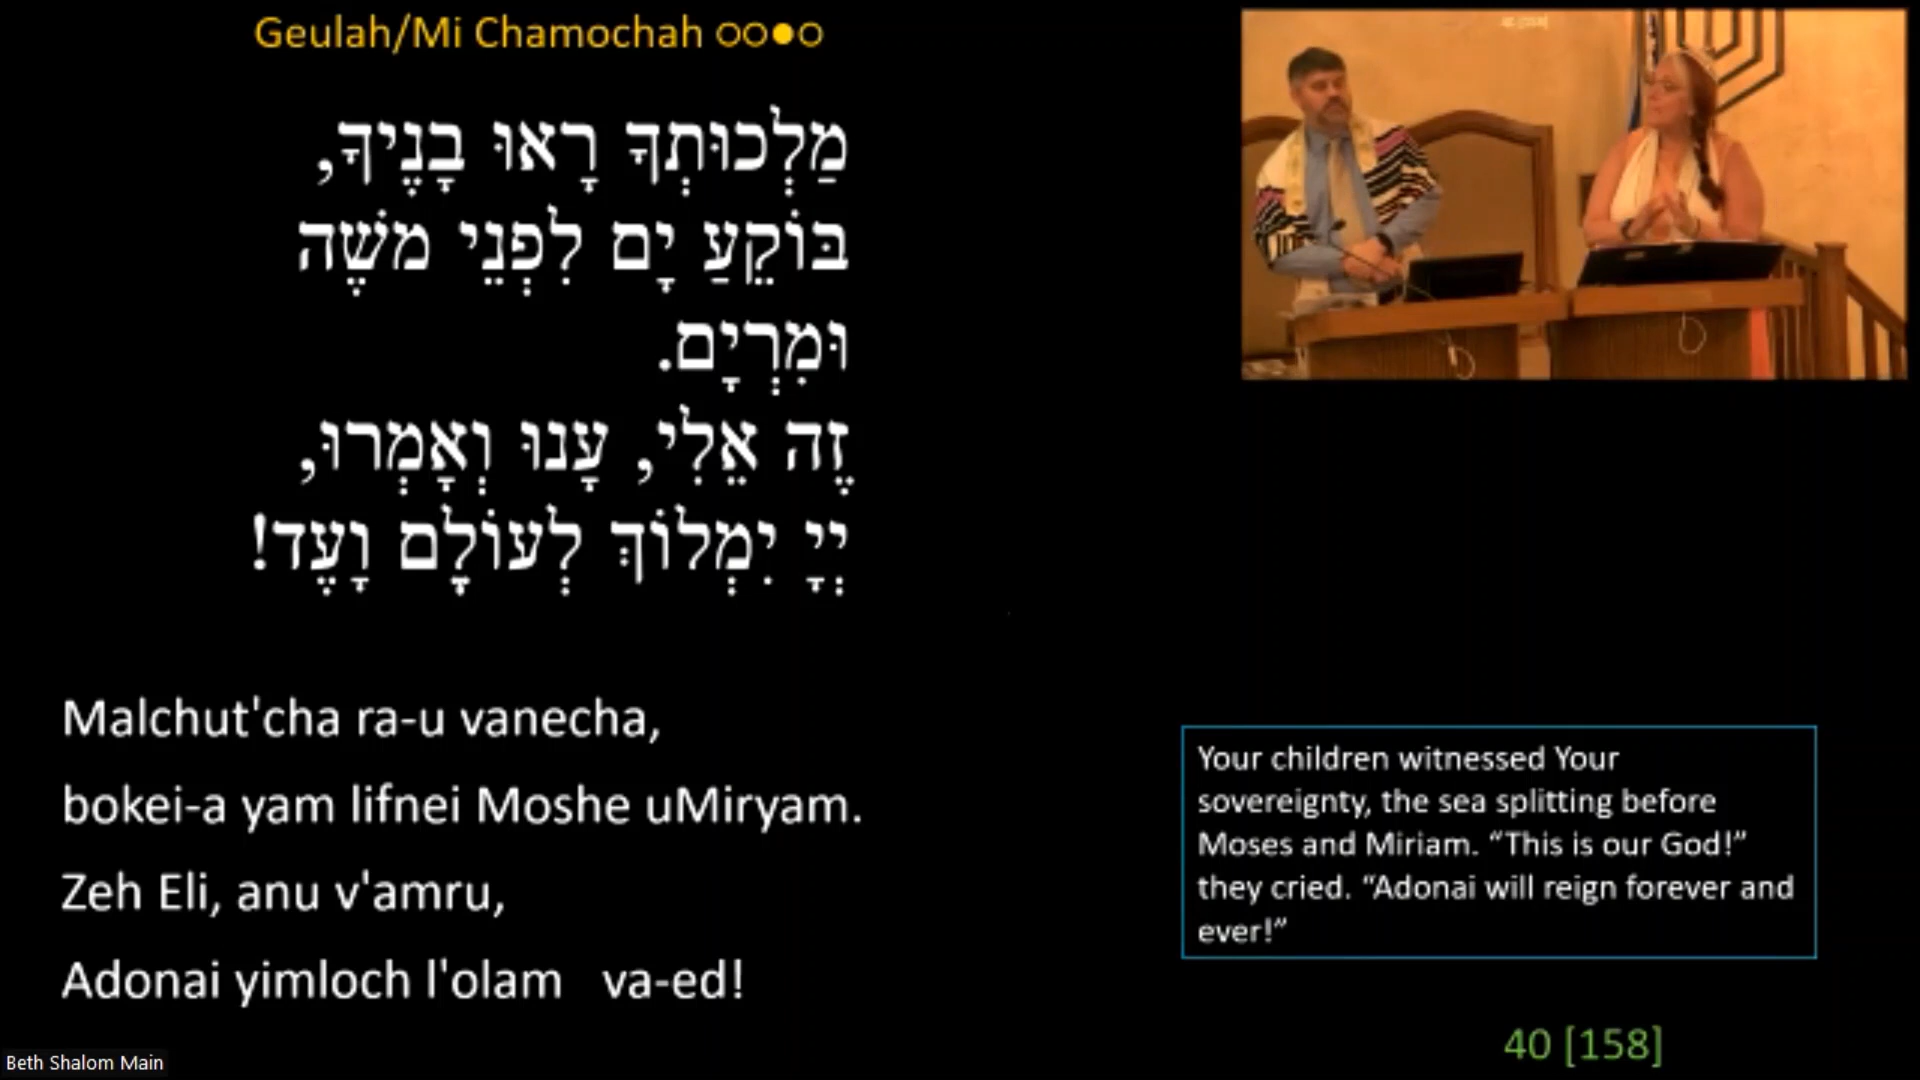 Geulah/Mi Chamochah ○○●○
מַלְכוּתְךָ רָאוּ בָנֶיךָ,
בּוֹקֵעַ יָם לִפְנֵי מֹשֶׁה
וּמִרְיָם.
זֶה אֵלִי, עָנוּ וְאָמְרוּ,
יְיָ יִמְלוֹךְ לְעוֹלָם וָעֶד!
Malchut'cha ra-u vanecha,
bokei-a yam lifnei Moshe uMiryam.
Zeh Eli, anu v'amru,
Adonai yimloch l'olam va-ed!
Your children witnessed Your
sovereignty, the sea splitting before
Moses and Miriam. “This is our God!”
they cried. “Adonai will reign forever and
ever!”
40 [158]
Beth Shalom Main